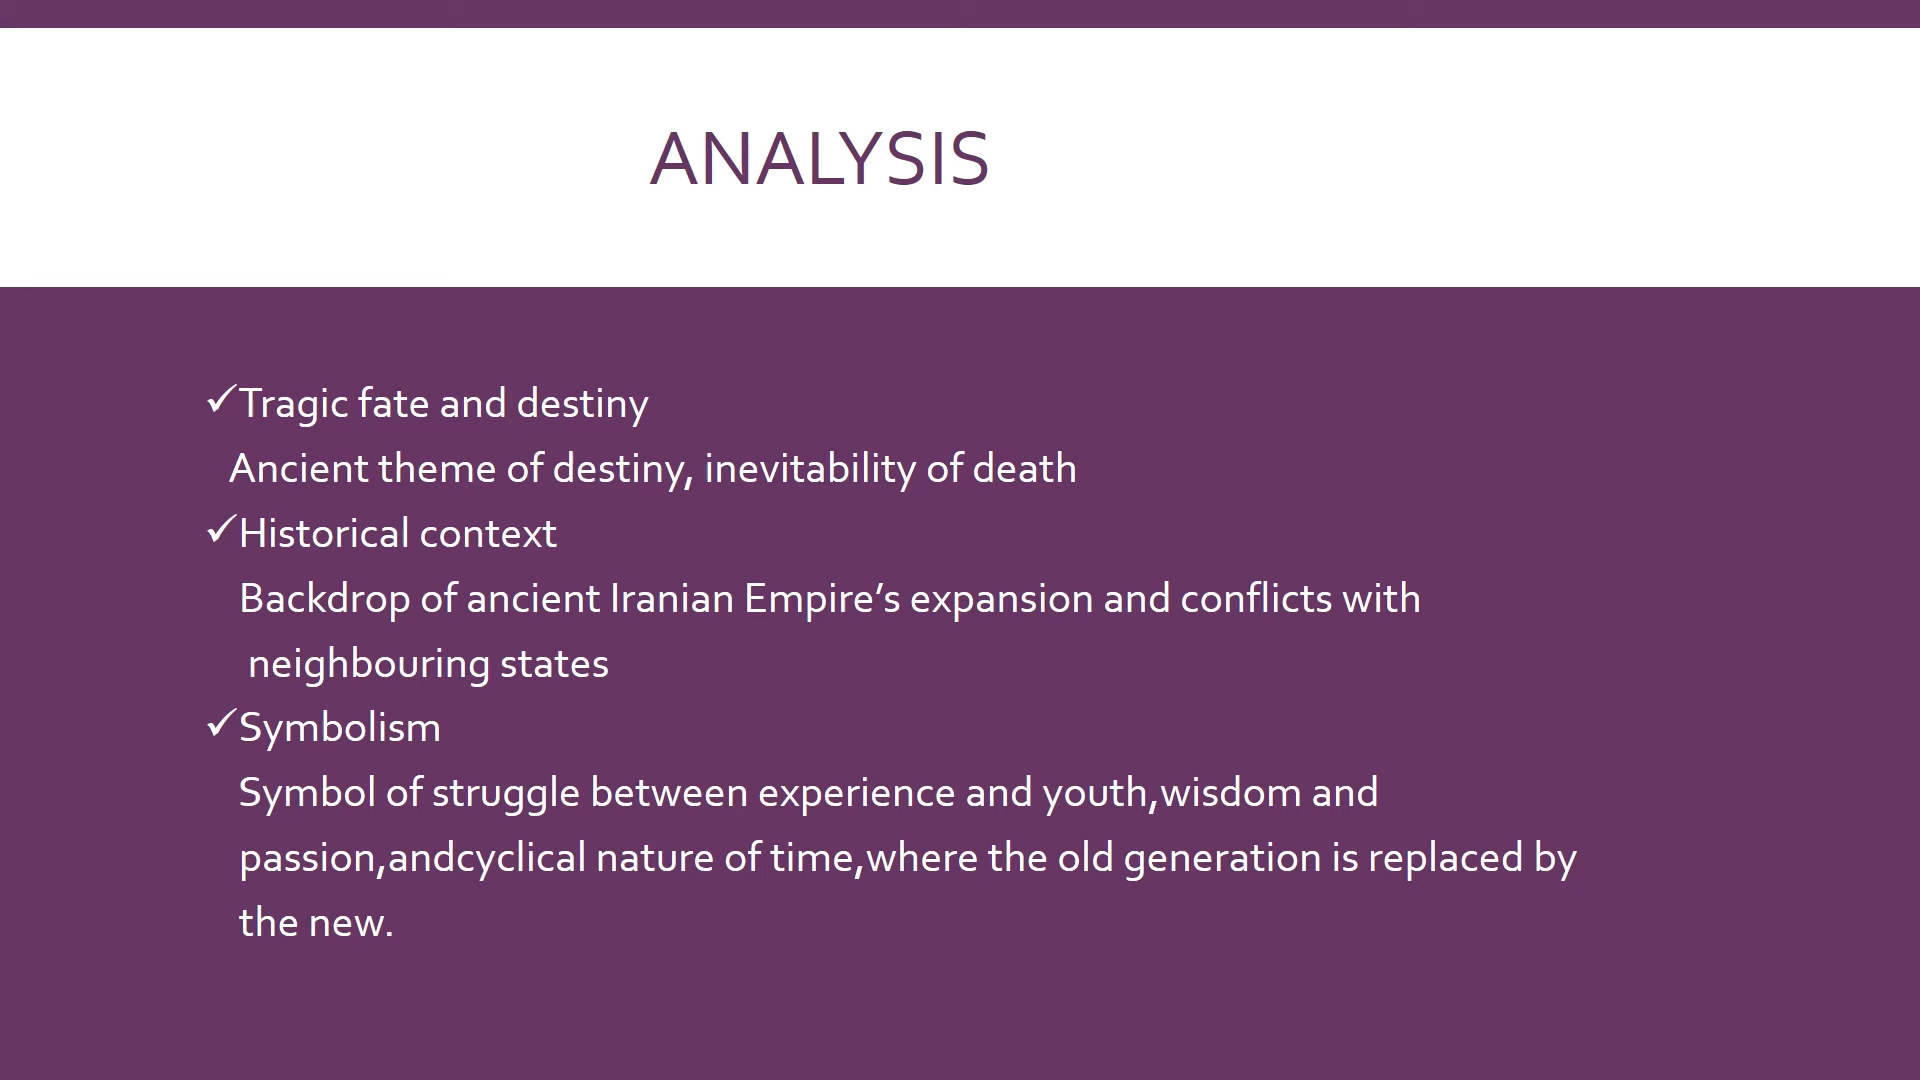 ANALYSIS
✓Tragic fate and destiny
Ancient theme of destiny, inevitability of death
✓Historical context
Backdrop of ancient Iranian Empire’s expansion and conflicts with
neighbouring states
✓Symbolism
Symbol of struggle between experience and youth,wisdom and
passion,andcyclical nature of time,where the old generation is replaced by
the new.